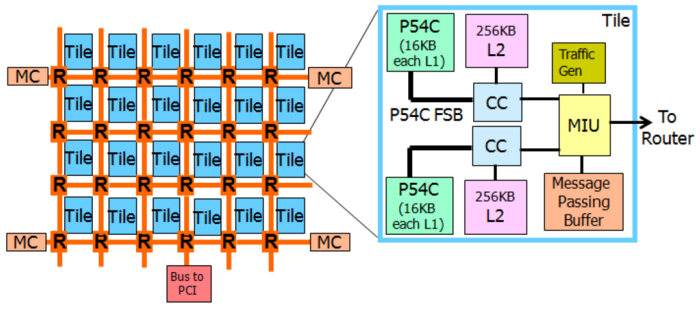 Tile Tile Tile Tile Tile Tile
MC R R R R R R MC
Tile Tile Tile Tile Tile Tile
R R R R R R
Tile Tile Tile Tile Tile Tile
R R R R R R
Tile Tile Tile Tile Tile Tile
MC R R R R R R MC
Bus to
PCI
Tile
P54C
(16KB
each L1)
256KB
L2
Traffic
Gen
P54C FSB
CC
MIU
To
Router
CC
P54C
(16KB
each L1)
256KB
L2
Message
Passing
Buffer